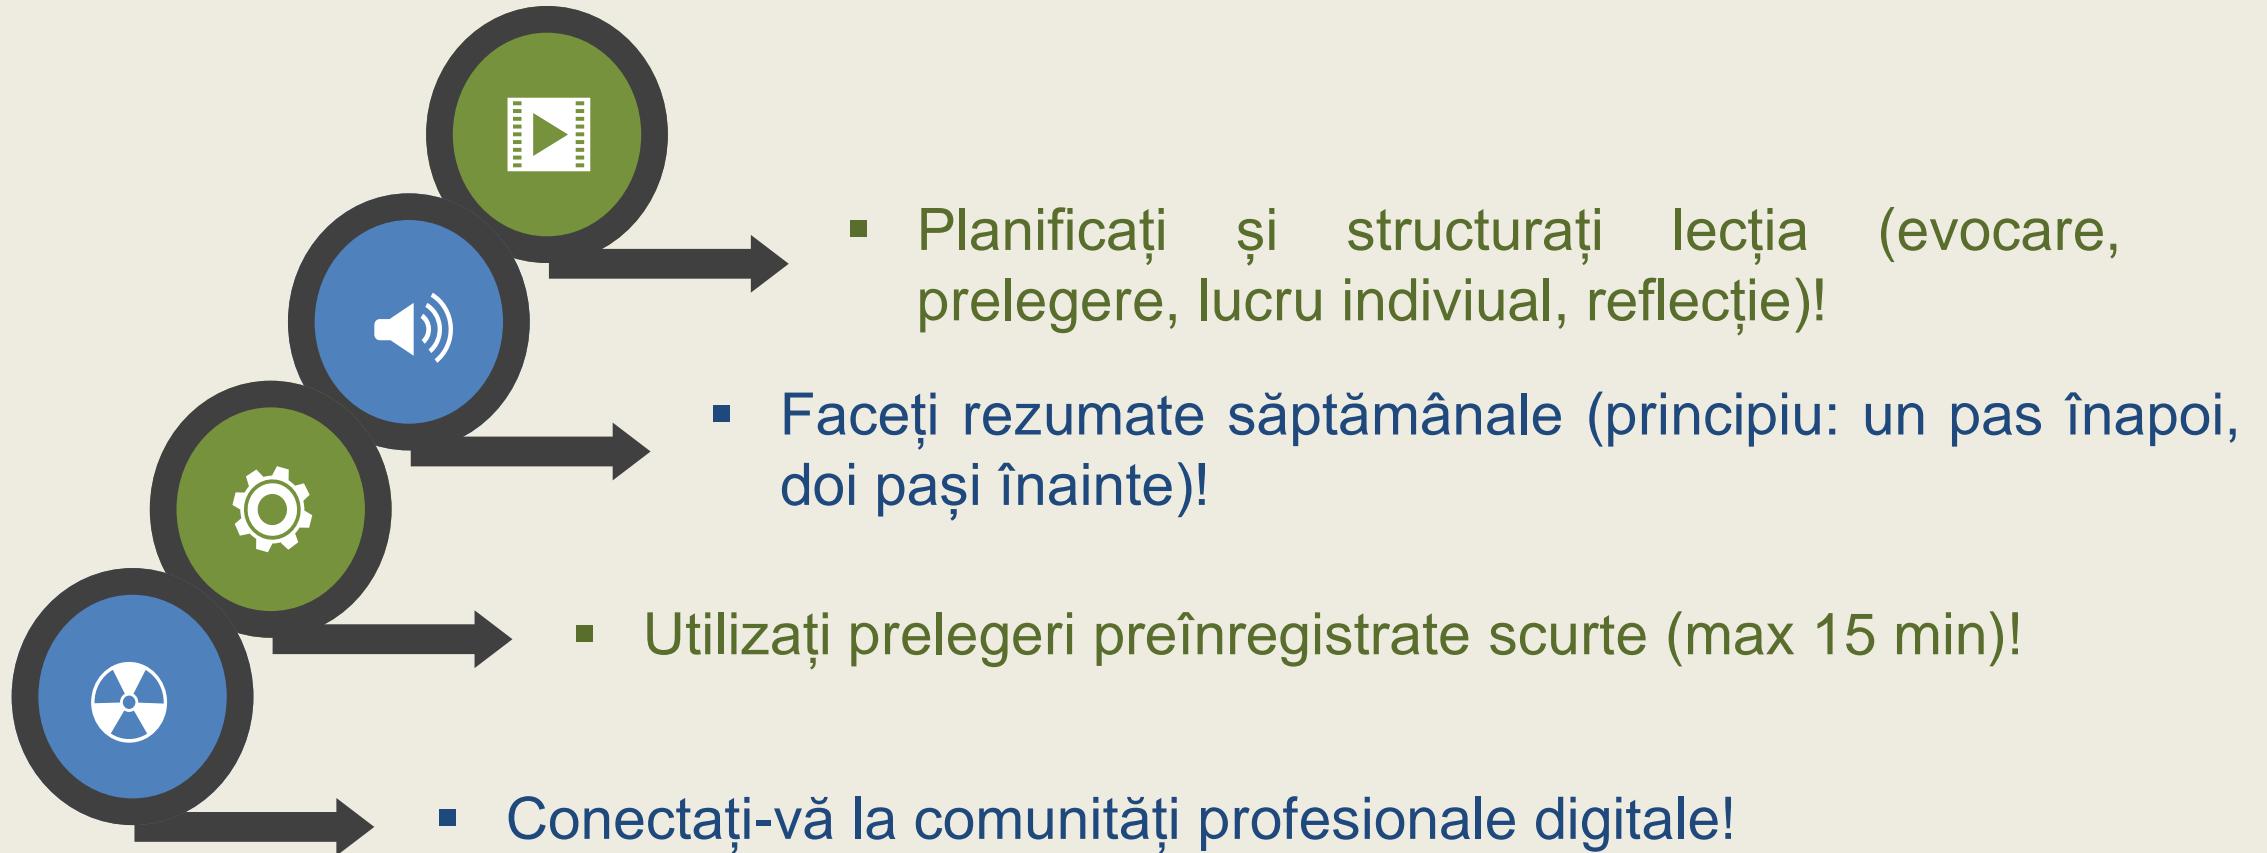 ▪ Planificați și structurați lecția (evocare,
prelegere, lucru indiviual, reflecție)!
▪ Faceți rezumate săptămânale (principiu: un pas înapoi,
doi pași înainte)!
▪ Utilizați prelegeri preînregistrate scurte (max 15 min)!
▪ Conectați-vă la comunități profesionale digitale!